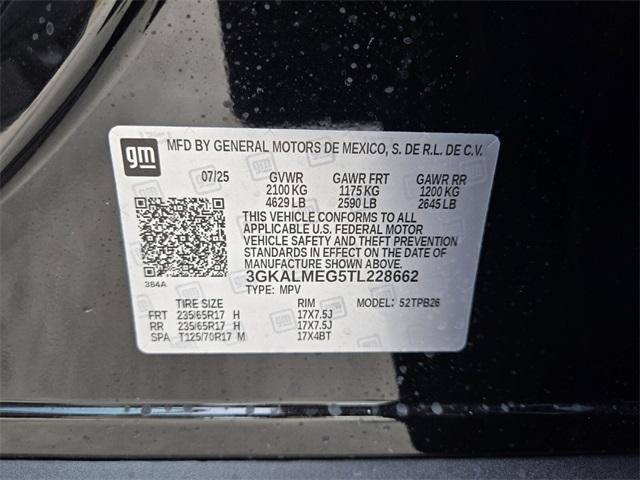 gm MFD BY GENERAL MOTORS DE MEXICO, S. DE R.L. DE C.V.
07/25 GVWR GAWR FRT GAWR RR
2100 KG 1175 KG 1200 KG
4629 LB 2590 LB 2645 LB
THIS VEHICLE CONFORMS TO ALL
APPLICABLE U.S. FEDERAL MOTOR
VEHICLE SAFETY AND THEFT PREVENTION
STANDARDS IN EFFECT ON THE DATE OF
MANUFACTURE SHOWN ABOVE.
3GKALMEG5TL228662
384A TYPE: MPV MODEL: 52TPB26
TIRE SIZE RIM
FRT 235/65R17 H 17X7.5J
RR 235/65R17 H 17X7.5J
SPA T125/70R17 M 17X4BT